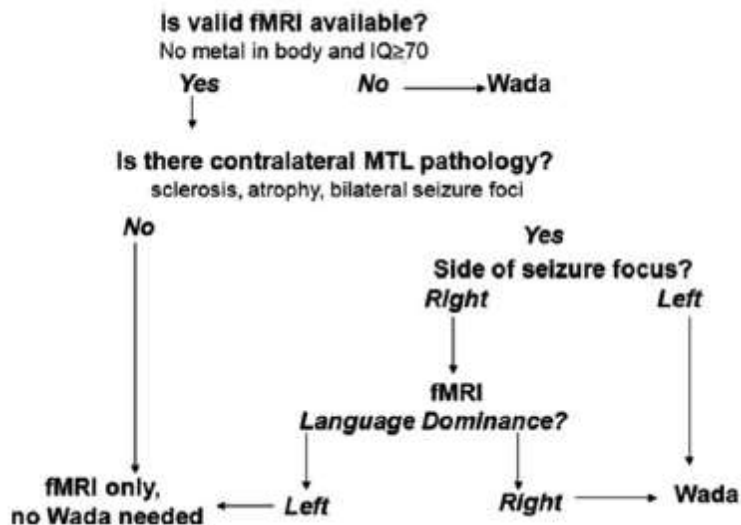 Is valid fMRI available?
No metal in body and IQ≥70
Yes No Wada
Is there contralateral MTL pathology?
sclerosis, atrophy, bilateral seizure foci
No
Yes
Side of seizure focus?
Right Left
fMRI
Language Dominance?
fMRI only,
no Wada needed
Left
Right
Wada